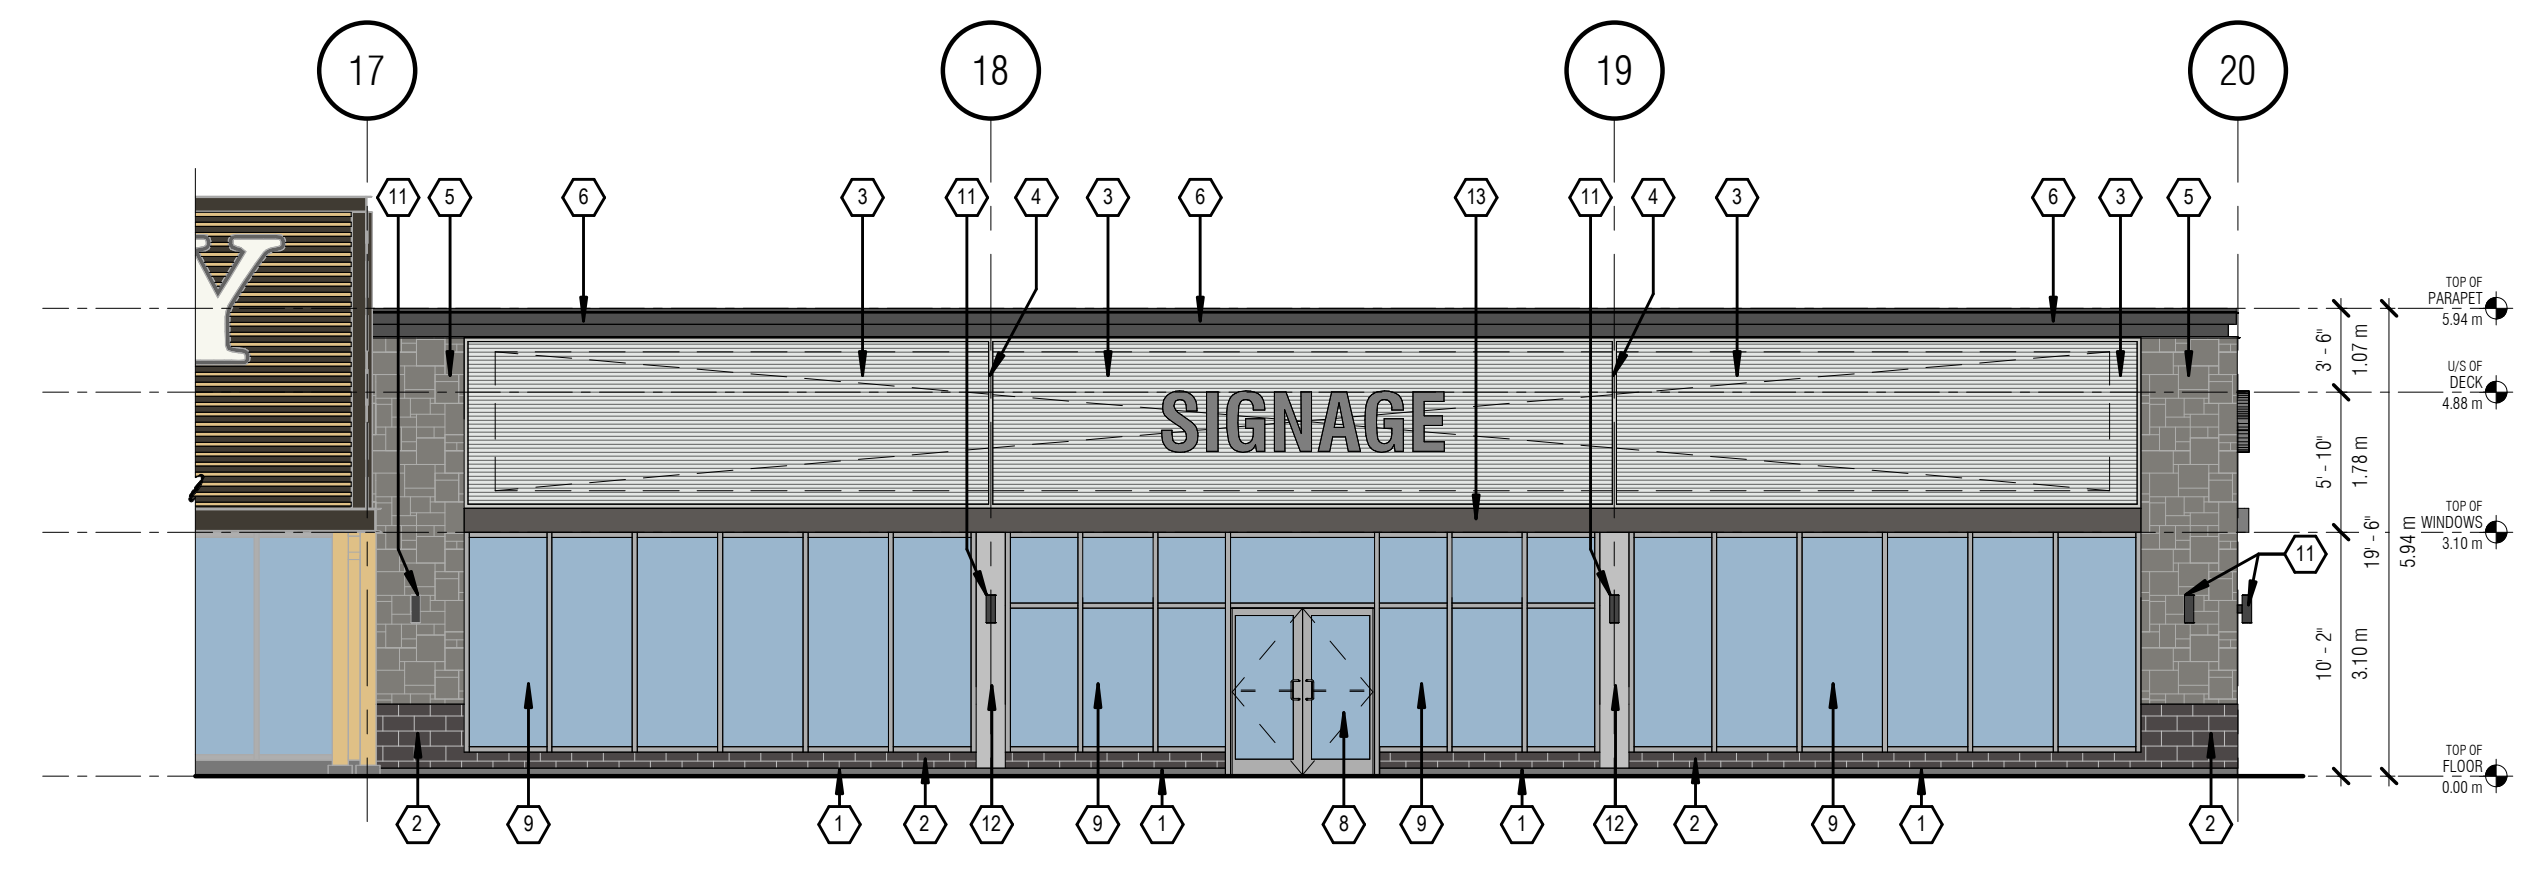 17 18 19 20
11 5 6 3 11 4 3 6 13 11 4 3 6 3 5
Y
TOP OF
PARAPET
5.94 m
3' - 6"
1.07 m
U/S OF
DECK
4.88 m
SIGNAGE
5' - 10"
1.78 m
TOP OF
WINDOWS
3.10 m
19' - 6"
5.94 m
11
10' - 2"
3.10 m
TOP OF
FLOOR
0.00 m
2 9 1 2 12 9 1 8 9 1 12 2 9 1 2